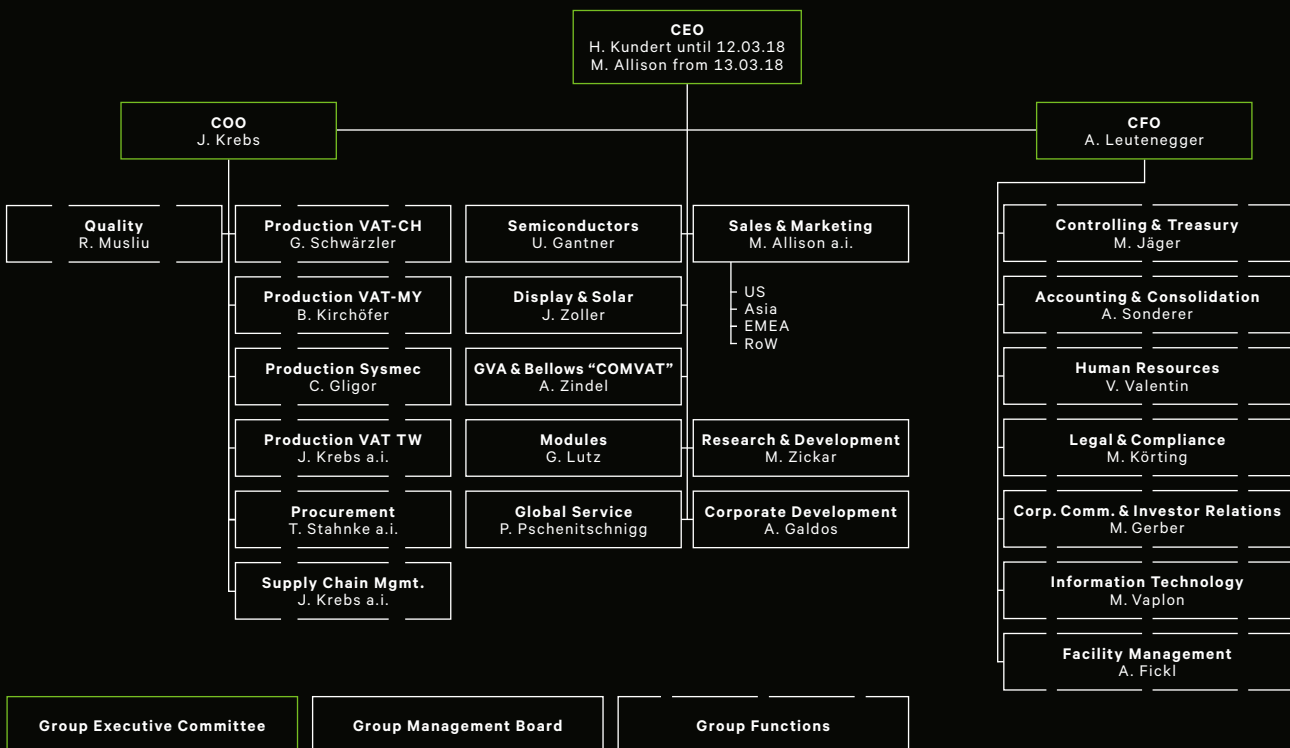 CEO
H. Kundert until 12.03.18
M. Allison from 13.03.18
COO
J. Krebs
CFO
A. Leutenegger
Quality
R. Musliu
Production VAT-CH
G. Schwärzler
Production VAT-MY
B. Kirchöfer
Production Sysmec
C. Gligor
Production VAT TW
J. Krebs a.i.
Procurement
T. Stahnke a.i.
Supply Chain Mgmt.
J. Krebs a.i.
Semiconductors
U. Gantner
Display & Solar
J. Zoller
GVA & Bellows “COMVAT”
A. Zindel
Modules
G. Lutz
Global Service
P. Pschenitschnigg
Sales & Marketing
M. Allison a.i.
US
Asia
EMEA
RoW
Research & Development
M. Zickar
Corporate Development
A. Galdos
Controlling & Treasury
M. Jäger
Accounting & Consolidation
A. Sonderer
Human Resources
V. Valentin
Legal & Compliance
M. Körting
Corp. Comm. & Investor Relations
M. Gerber
Information Technology
M. Vaplon
Facility Management
A. Fickl
Group Executive Committee
Group Management Board
Group Functions